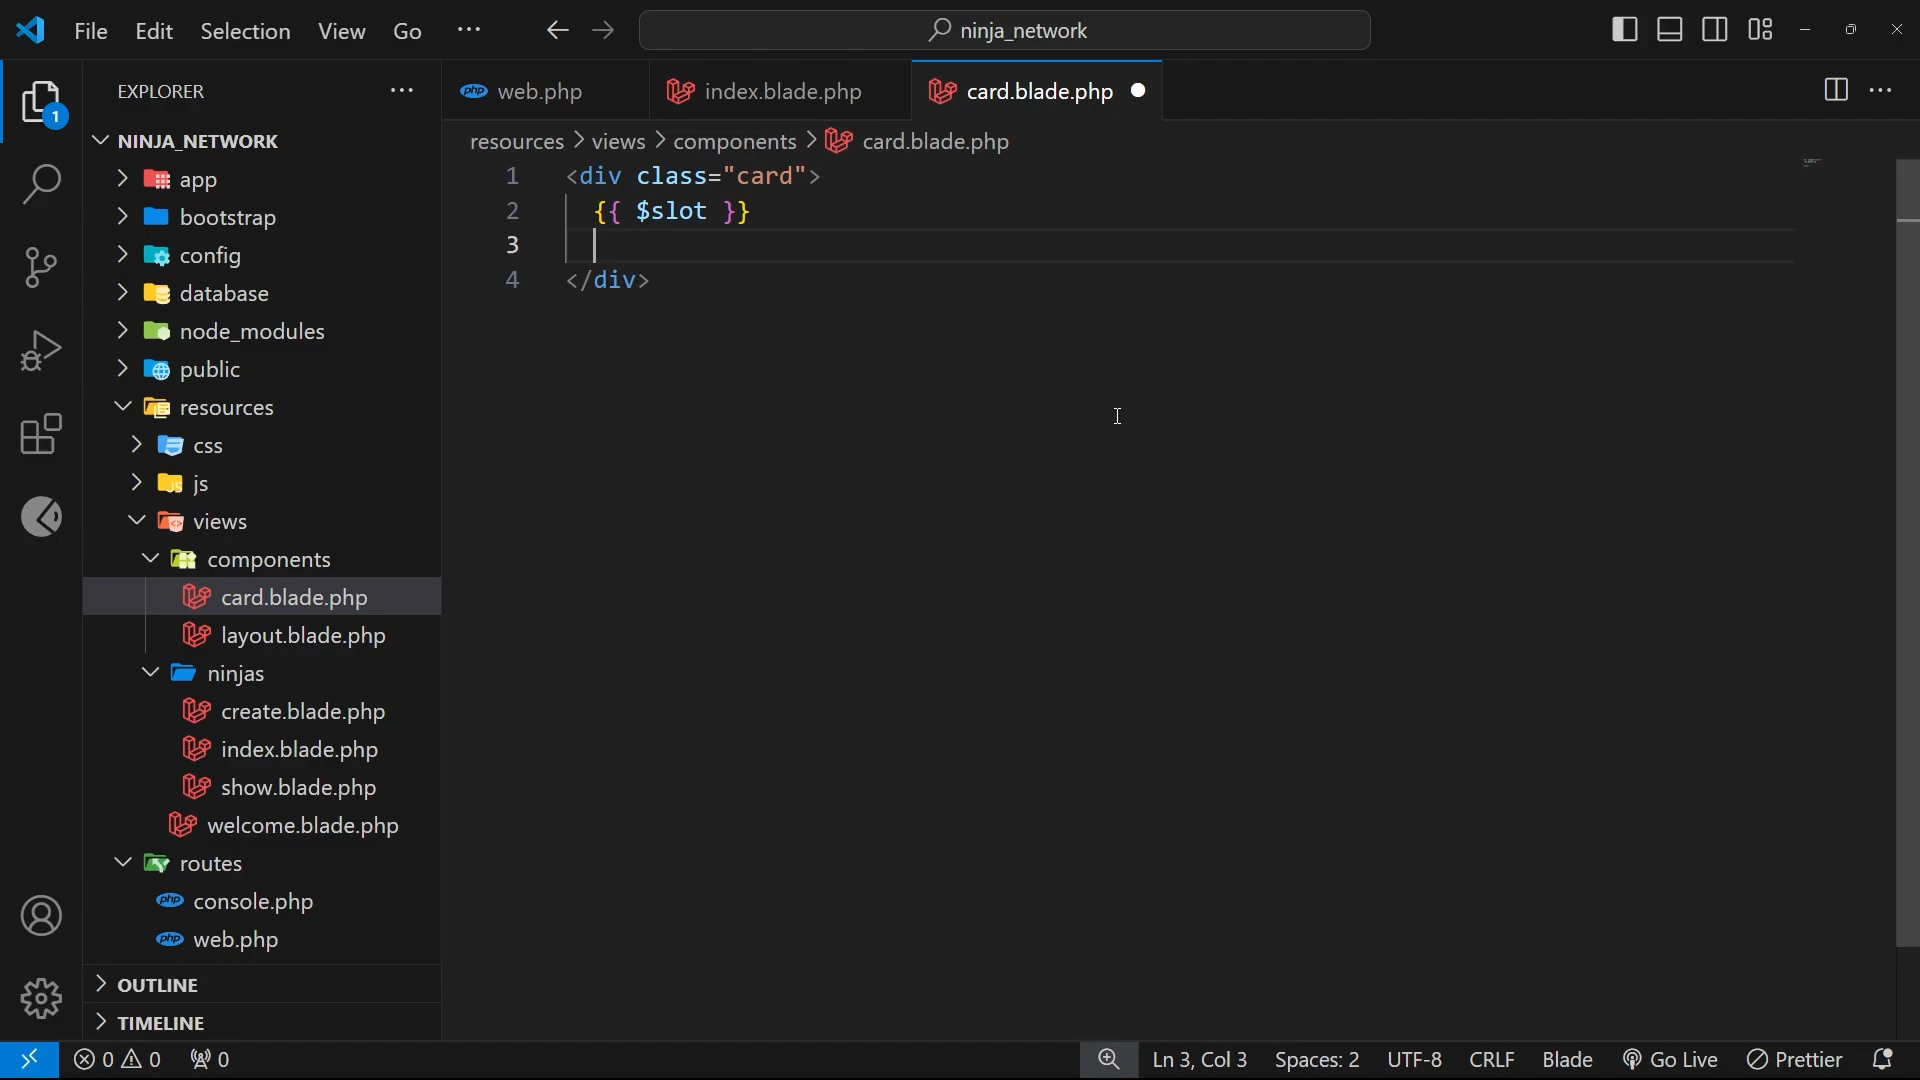 File Edit Selection View Go ...
ninja_network
EXPLORER ...
web.php
index.blade.php
card.blade.php
resources > views > components > card.blade.php
NINJA_NETWORK
app
bootstrap
config
database
node_modules
public
resources
css
js
views
components
card.blade.php
layout.blade.php
ninjas
create.blade.php
index.blade.php
show.blade.php
welcome.blade.php
routes
console.php
web.php
OUTLINE
TIMELINE
1 <div class="card">
2 {{ $slot }}
3
4 </div>
1
0 0 0
Ln 3, Col 3 Spaces: 2 UTF-8 CRLF Blade Go Live Prettier